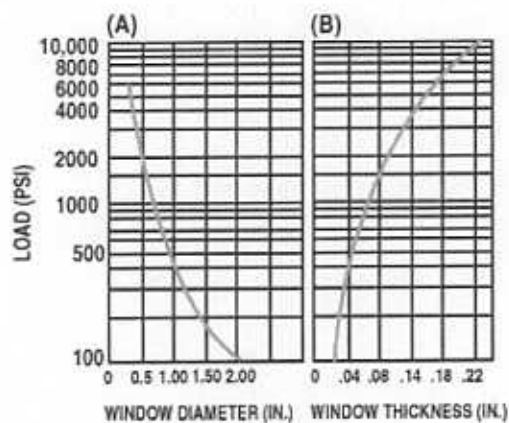 (A) (B)
10,000
8000
6000
4000
2000
1000
500
100
LOAD (PSI)
0 0.5 1.00 1.50 2.00
0 .04 .08 .14 .18 .22
WINDOW DIAMETER (IN.) WINDOW THICKNESS (IN.)